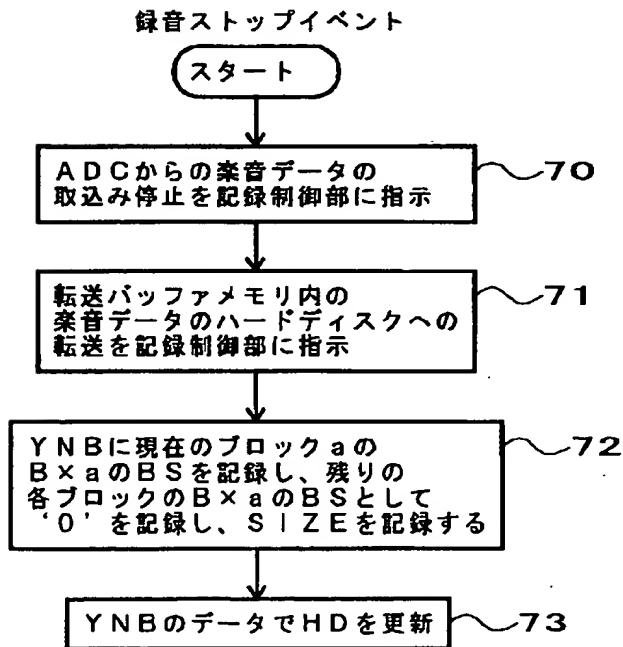 録音ストップイベント
スタート
ADCからの楽音データの
取込み停止を記録制御部に指示
70
転送バッファメモリ内の
楽音データのハードディスクへの
転送を記録制御部に指示
71
YNBに現在のブロックaの
B×aのBSを記録し、残りの
各ブロックのB×aのBSとして
‘0’を記録し、SIZEを記録する
72
YNBのデータでHDを更新
73